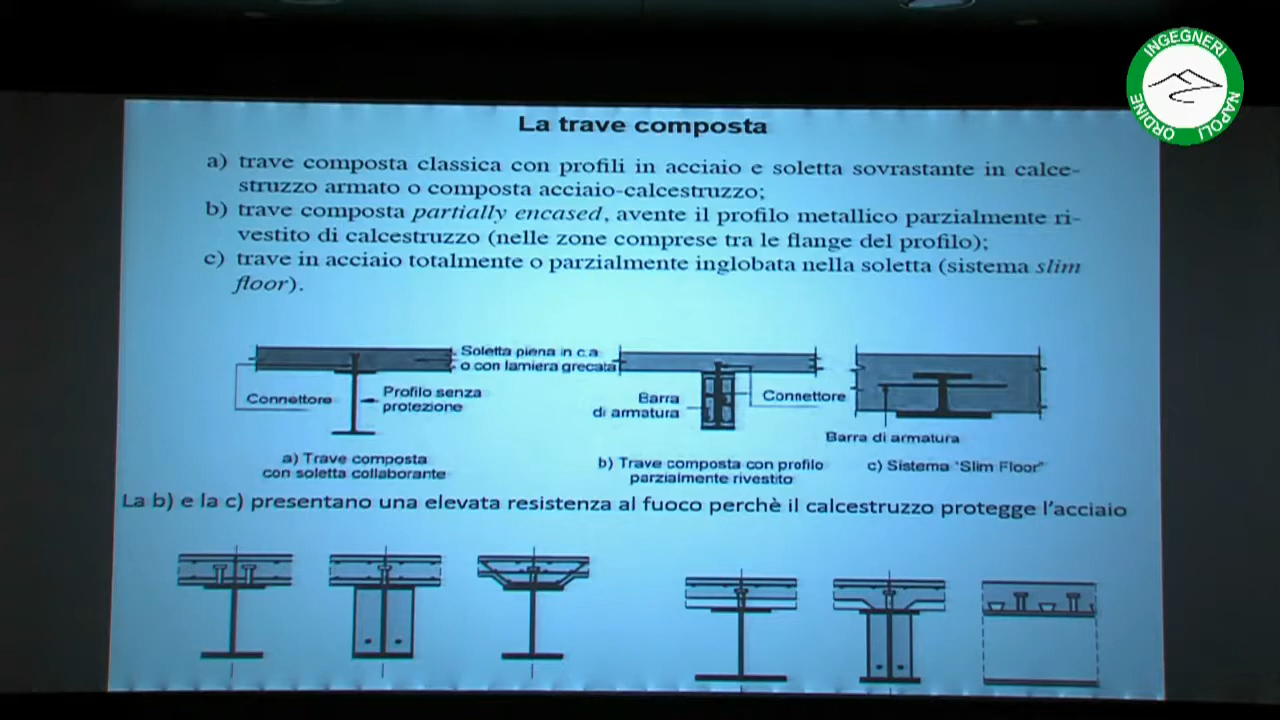 INGEGNERI
ORDINE NAPOLI
La trave composta
a) trave composta classica con profili in acciaio e soletta sovrastante in calce-
struzzo armato o composta acciaio-calcestruzzo;
b) trave composta partially encased, avente il profilo metallico parzialmente ri-
vestito di calcestruzzo (nelle zone comprese tra le flange del profilo);
c) trave in acciaio totalmente o parzialmente inglobata nella soletta (sistema slim
floor).
Soletta piena in c.a
o con lamiera grecata
Connettore
Profilo senza
protezione
Barra
di armatura
Connettore
Barra di armatura
a) Trave composta
con soletta collaborante
b) Trave composta con profilo
parzialmente rivestito
c) Sistema "Slim Floor"
La b) e la c) presentano una elevata resistenza al fuoco perchè il calcestruzzo protegge l'acciaio